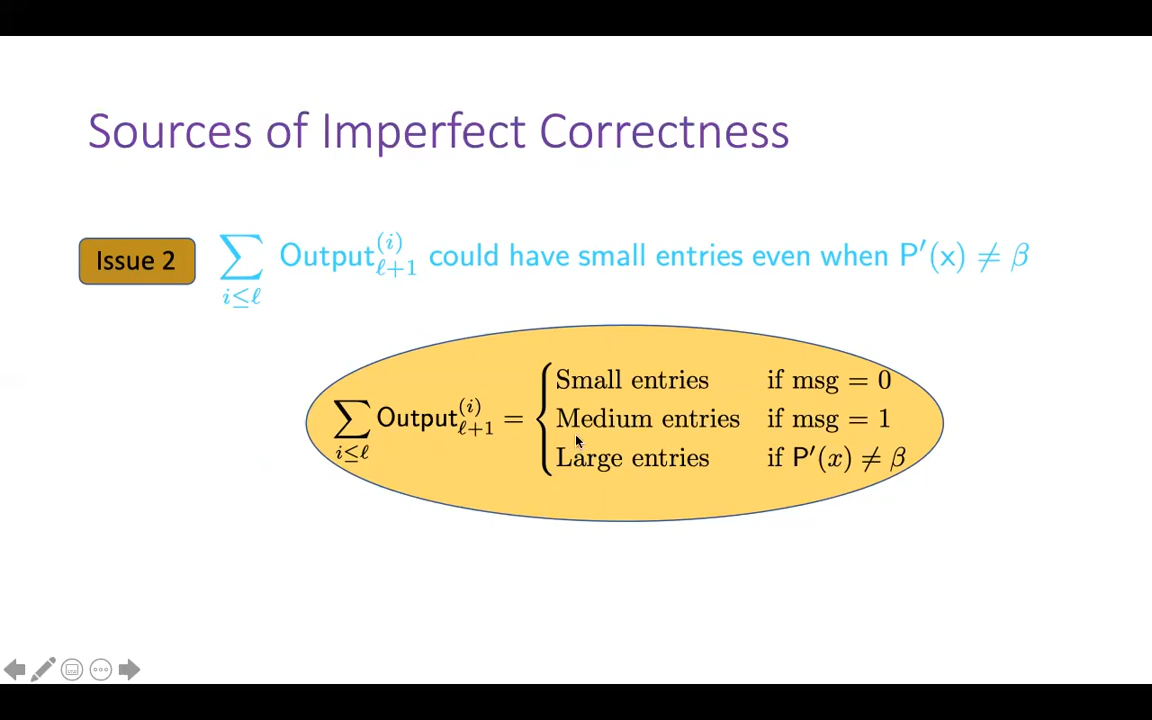 Sources of Imperfect Correctness
Issue 2
∑_{i≤ℓ} Output^{(i)}_{ℓ+1} could have small entries even when P′(x) ≠ β
∑_{i≤ℓ} Output^{(i)}_{ℓ+1} = {
Small entries if msg = 0
Medium entries if msg = 1
Large entries if P′(x) ≠ β